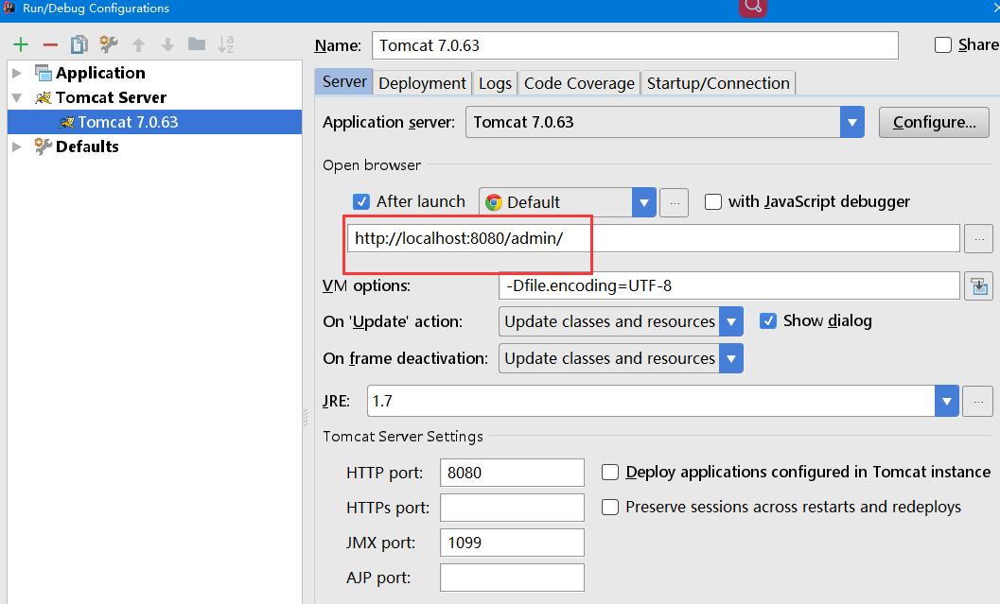 Run/Debug Configurations
Name: Tomcat 7.0.63 Share
Application
Tomcat Server
Tomcat 7.0.63
Defaults
Server Deployment Logs Code Coverage Startup/Connection
Application server: Tomcat 7.0.63 Configure...
Open browser
After launch Default ... with JavaScript debugger
http://localhost:8080/admin/ ...
VM options: -Dfile.encoding=UTF-8
On 'Update' action: Update classes and resources Show dialog
On frame deactivation: Update classes and resources
JRE: 1.7 ...
Tomcat Server Settings
HTTP port: 8080 Deploy applications configured in Tomcat instance
HTTPs port: Preserve sessions across restarts and redeploys
JMX port: 1099
AJP port: